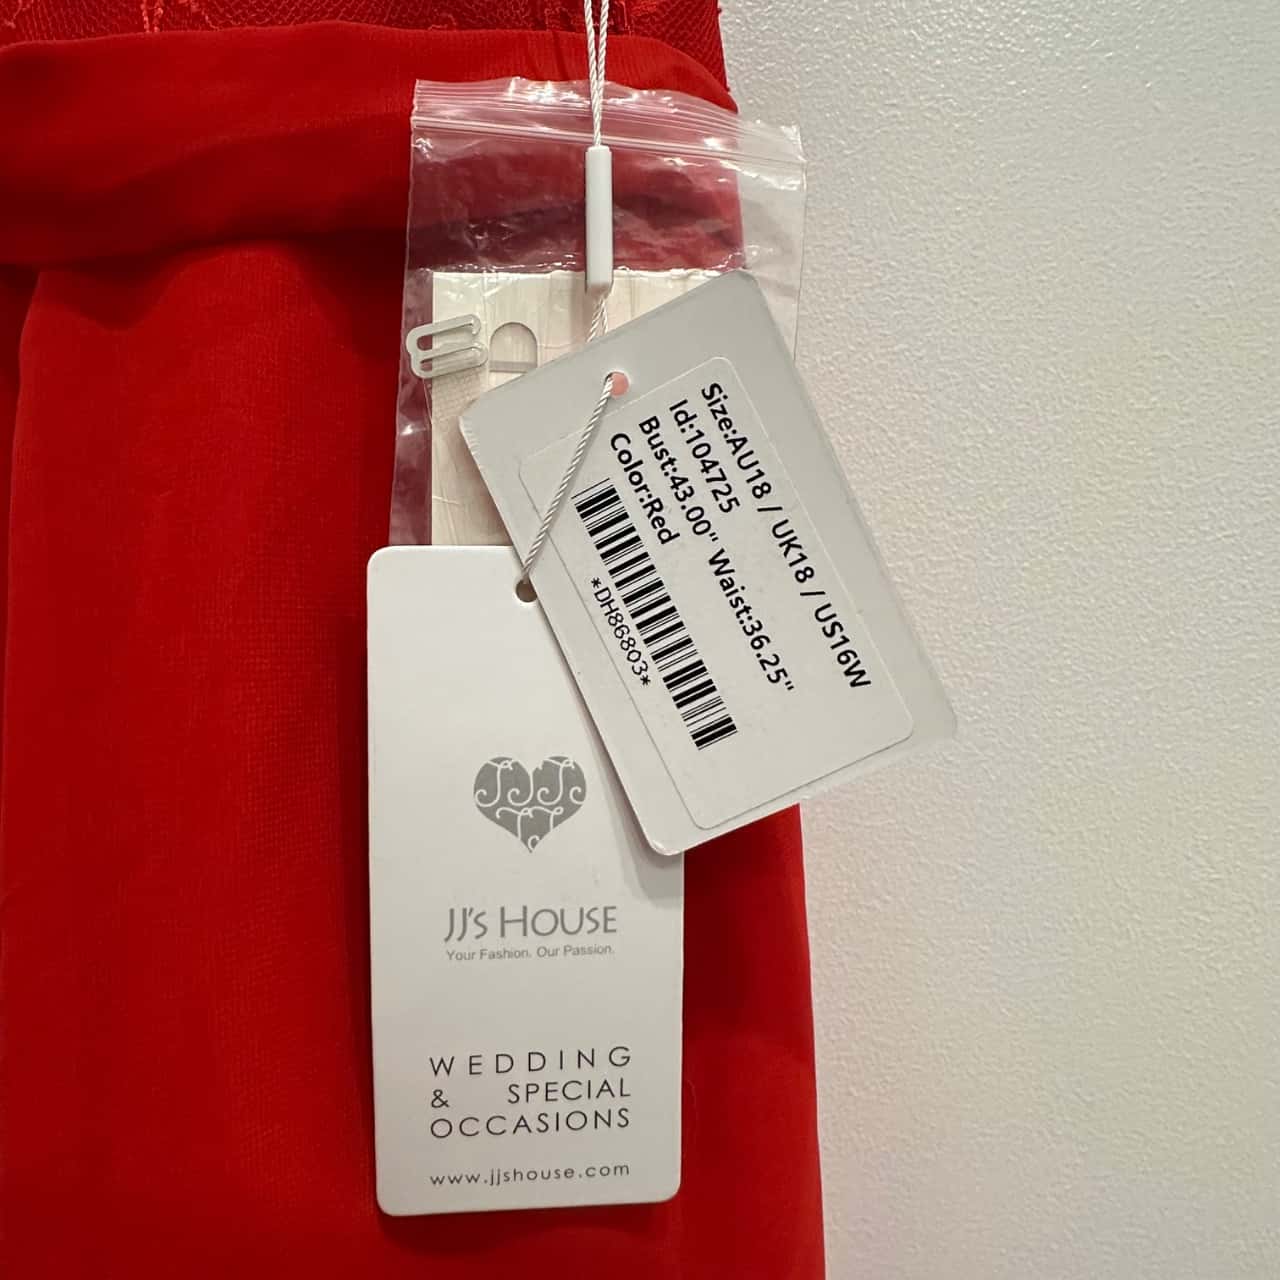 Size:AU18 / UK18 / US16W
Id:104725
Bust:43.00" Waist:36.25"
Color:Red
*DH86803*
JJ's HOUSE
Your Fashion. Our Passion.
WEDDING
& SPECIAL
OCCASIONS
www.jjshouse.com